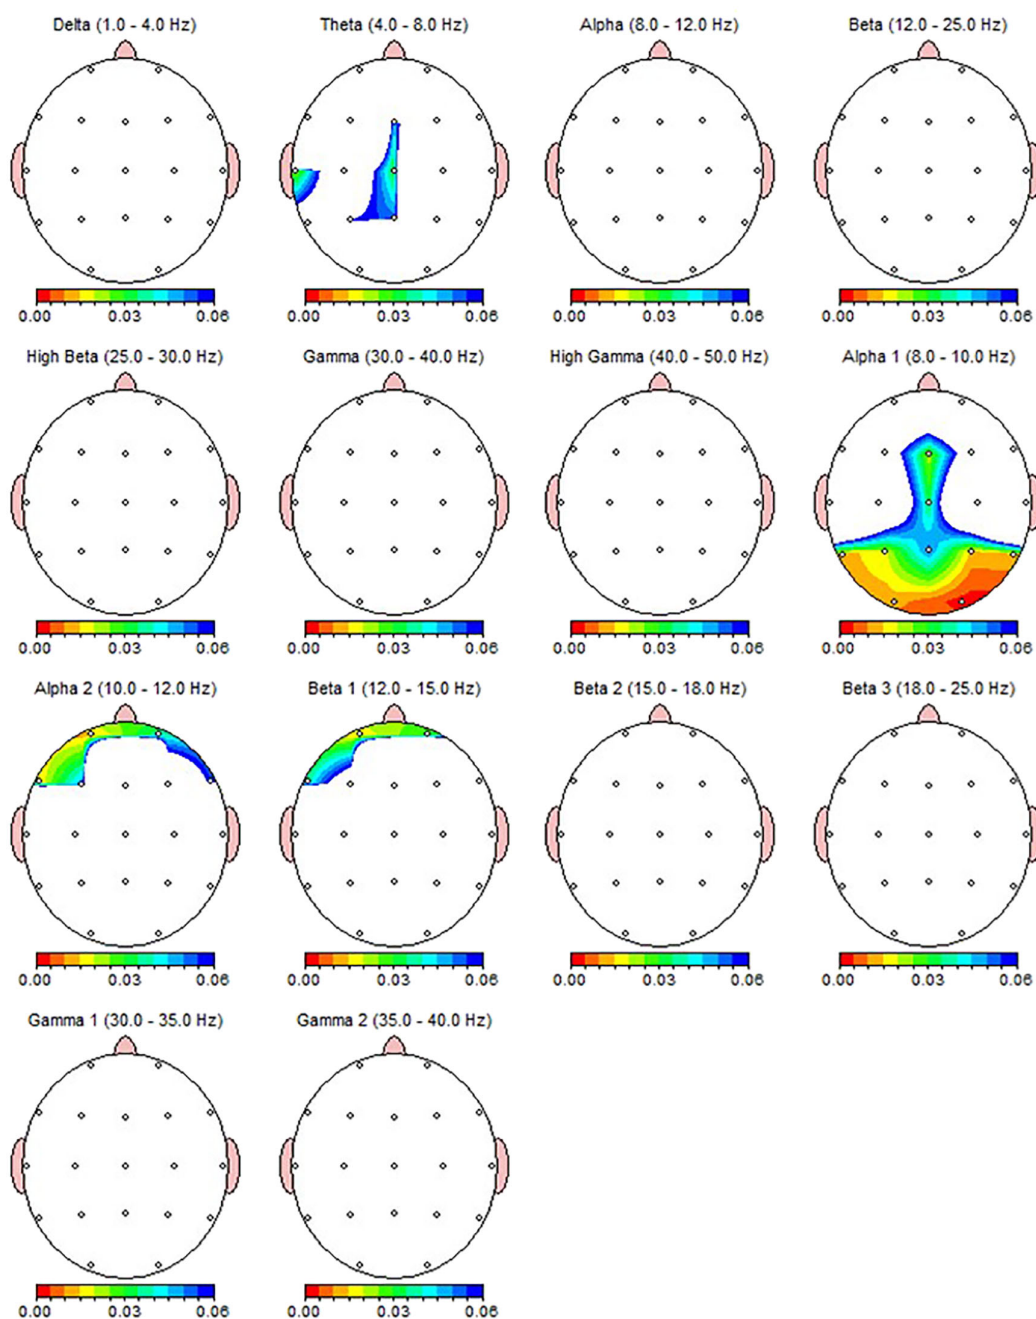 Delta (1.0 - 4.0 Hz) Theta (4.0 - 8.0 Hz) Alpha (8.0 - 12.0 Hz) Beta (12.0 - 25.0 Hz)
0.00 0.03 0.06 0.00 0.03 0.06 0.00 0.03 0.06 0.00 0.03 0.06
High Beta (25.0 - 30.0 Hz) Gamma (30.0 - 40.0 Hz) High Gamma (40.0 - 50.0 Hz) Alpha 1 (8.0 - 10.0 Hz)
0.00 0.03 0.06 0.00 0.03 0.06 0.00 0.03 0.06 0.00 0.03 0.06
Alpha 2 (10.0 - 12.0 Hz) Beta 1 (12.0 - 15.0 Hz) Beta 2 (15.0 - 18.0 Hz) Beta 3 (18.0 - 25.0 Hz)
0.00 0.03 0.06 0.00 0.03 0.06 0.00 0.03 0.06 0.00 0.03 0.06
Gamma 1 (30.0 - 35.0 Hz) Gamma 2 (35.0 - 40.0 Hz)
0.00 0.03 0.06 0.00 0.03 0.06